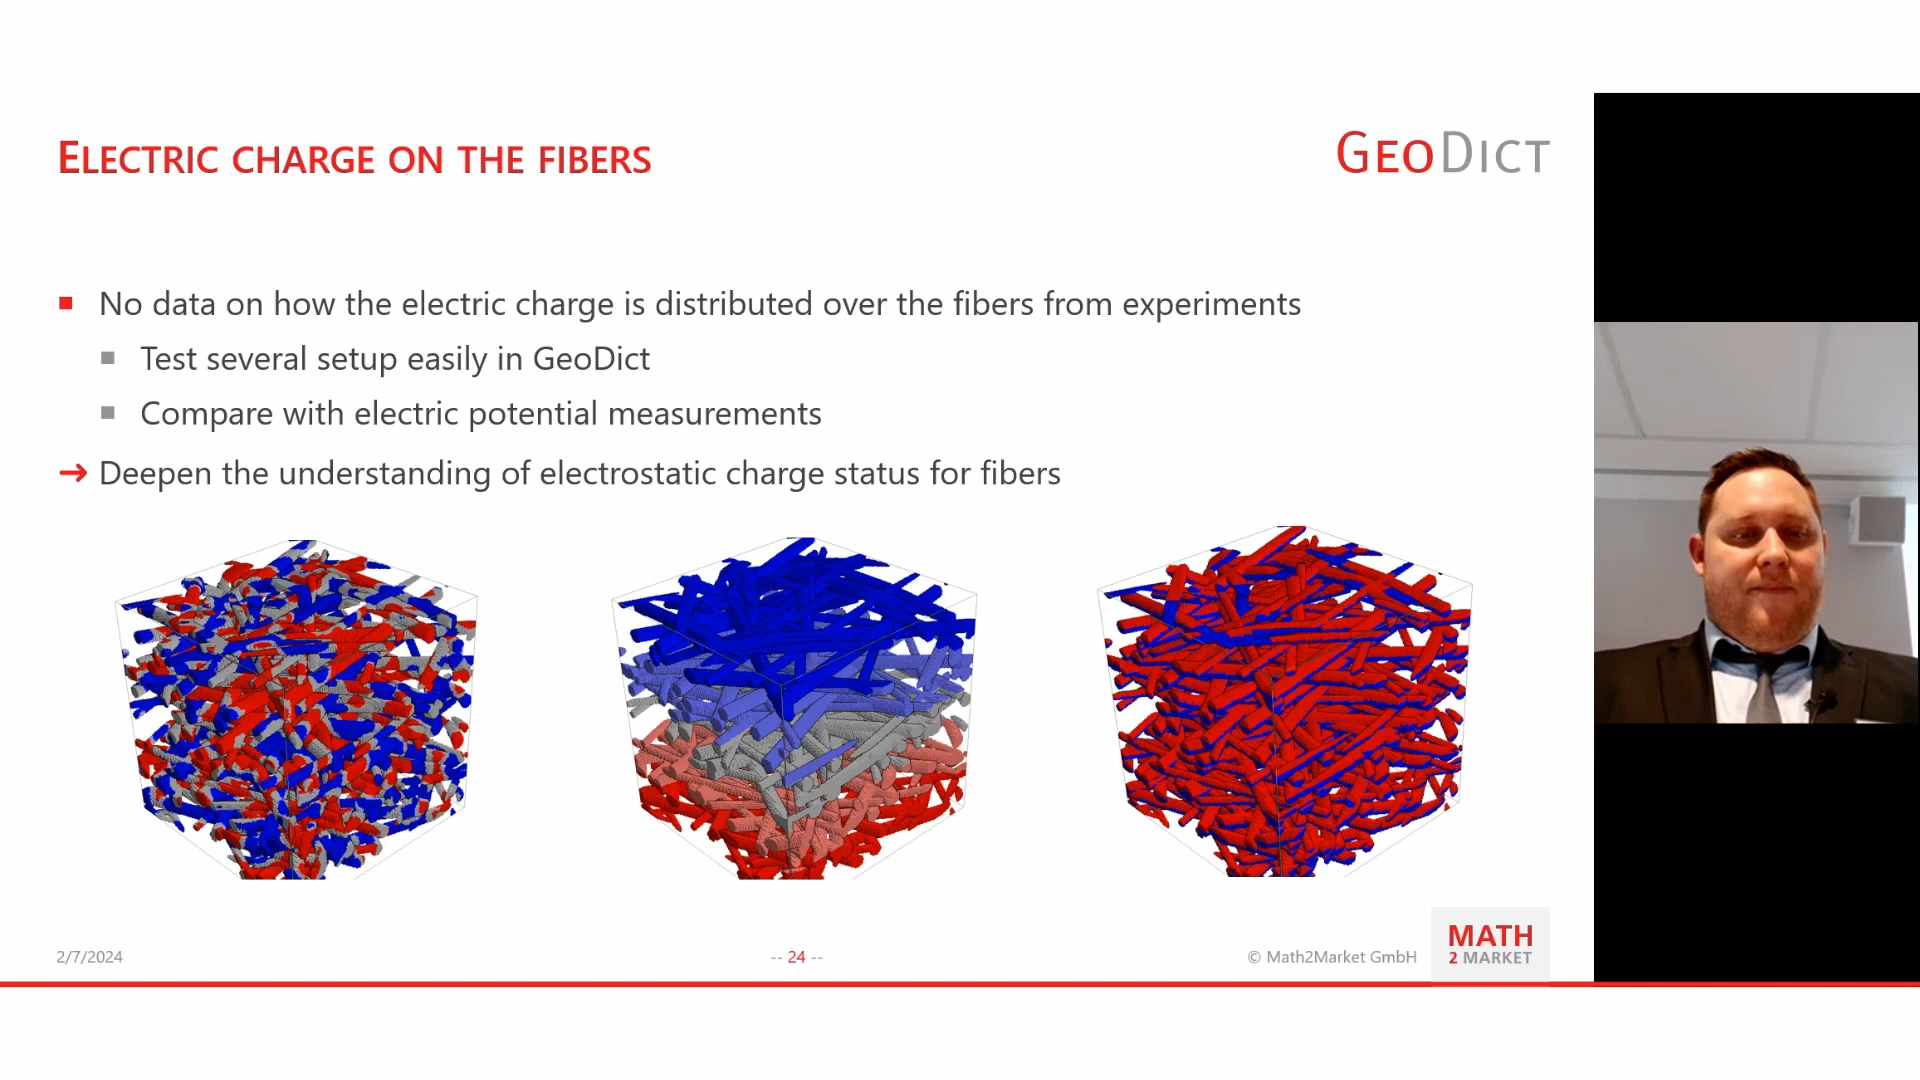 ELECTRIC CHARGE ON THE FIBERS
GEODICT
No data on how the electric charge is distributed over the fibers from experiments
Test several setup easily in GeoDict
Compare with electric potential measurements
→ Deepen the understanding of electrostatic charge status for fibers
2/7/2024
-- 24 --
© Math2Market GmbH
MATH
2 MARKET